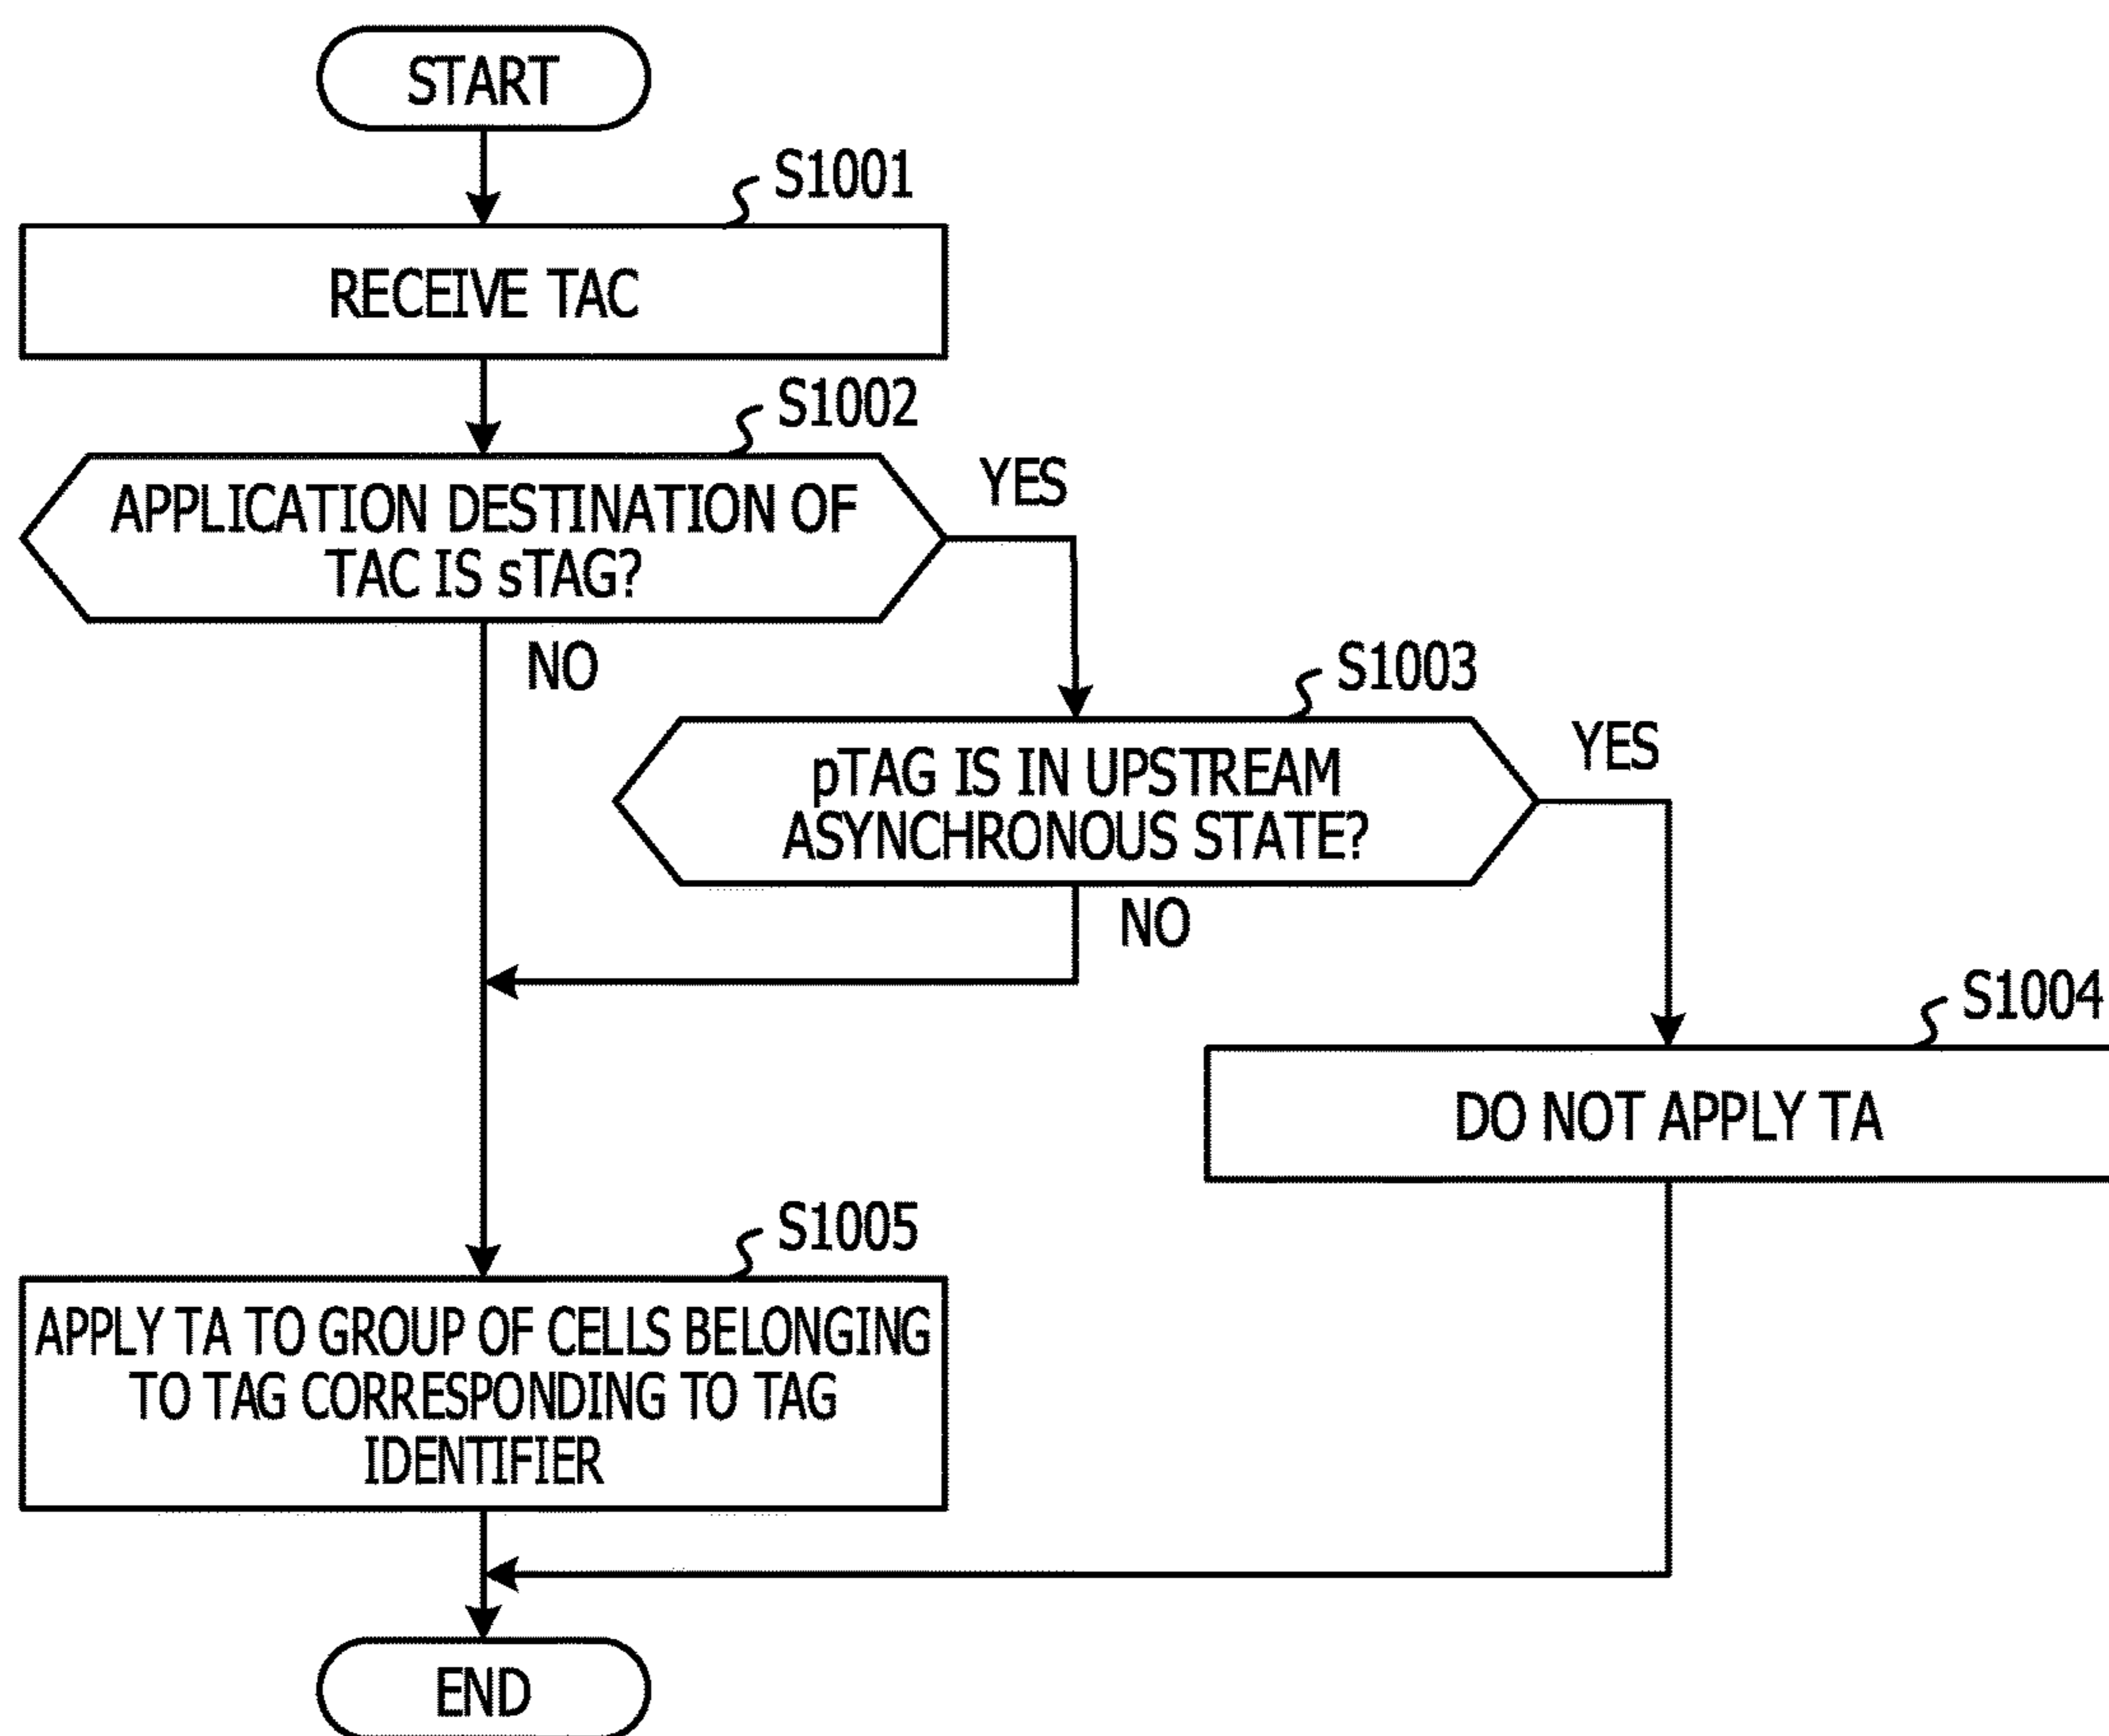 START
S1001
RECEIVE TAC
S1002
APPLICATION DESTINATION OF
TAC IS sTAG?
YES
NO
S1003
pTAG IS IN UPSTREAM
ASYNCHRONOUS STATE?
YES
NO
S1004
DO NOT APPLY TA
S1005
APPLY TA TO GROUP OF CELLS BELONGING
TO TAG CORRESPONDING TO TAG
IDENTIFIER
END